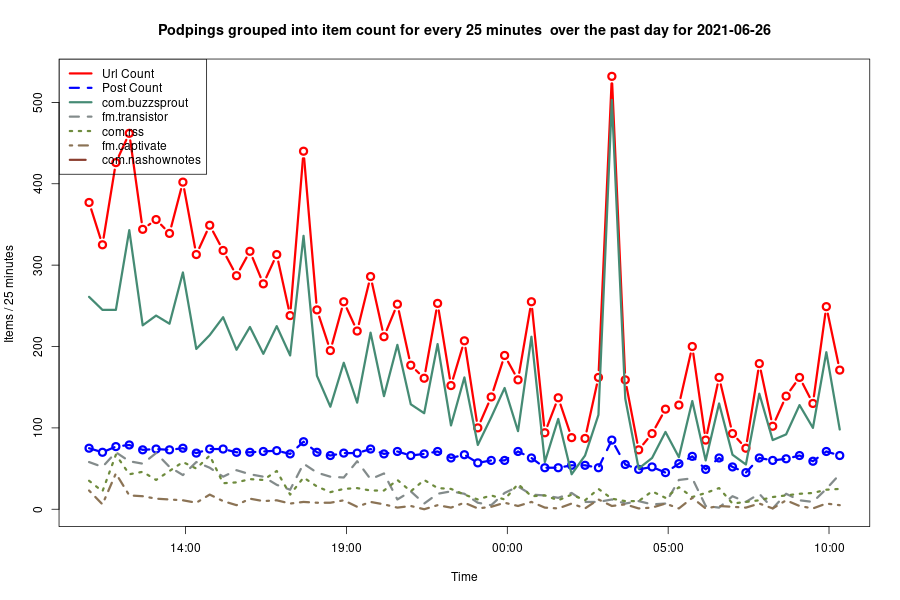 Podpings grouped into item count for every 25 minutes  over the past day for 2021-06-26
Url Count
Post Count
com.buzzsprout
fm.transistor
com.rss
fm.captivate
com.nashownotes
Items / 25 minutes
500
400
300
200
100
0
14:00
19:00
00:00
05:00
10:00
Time